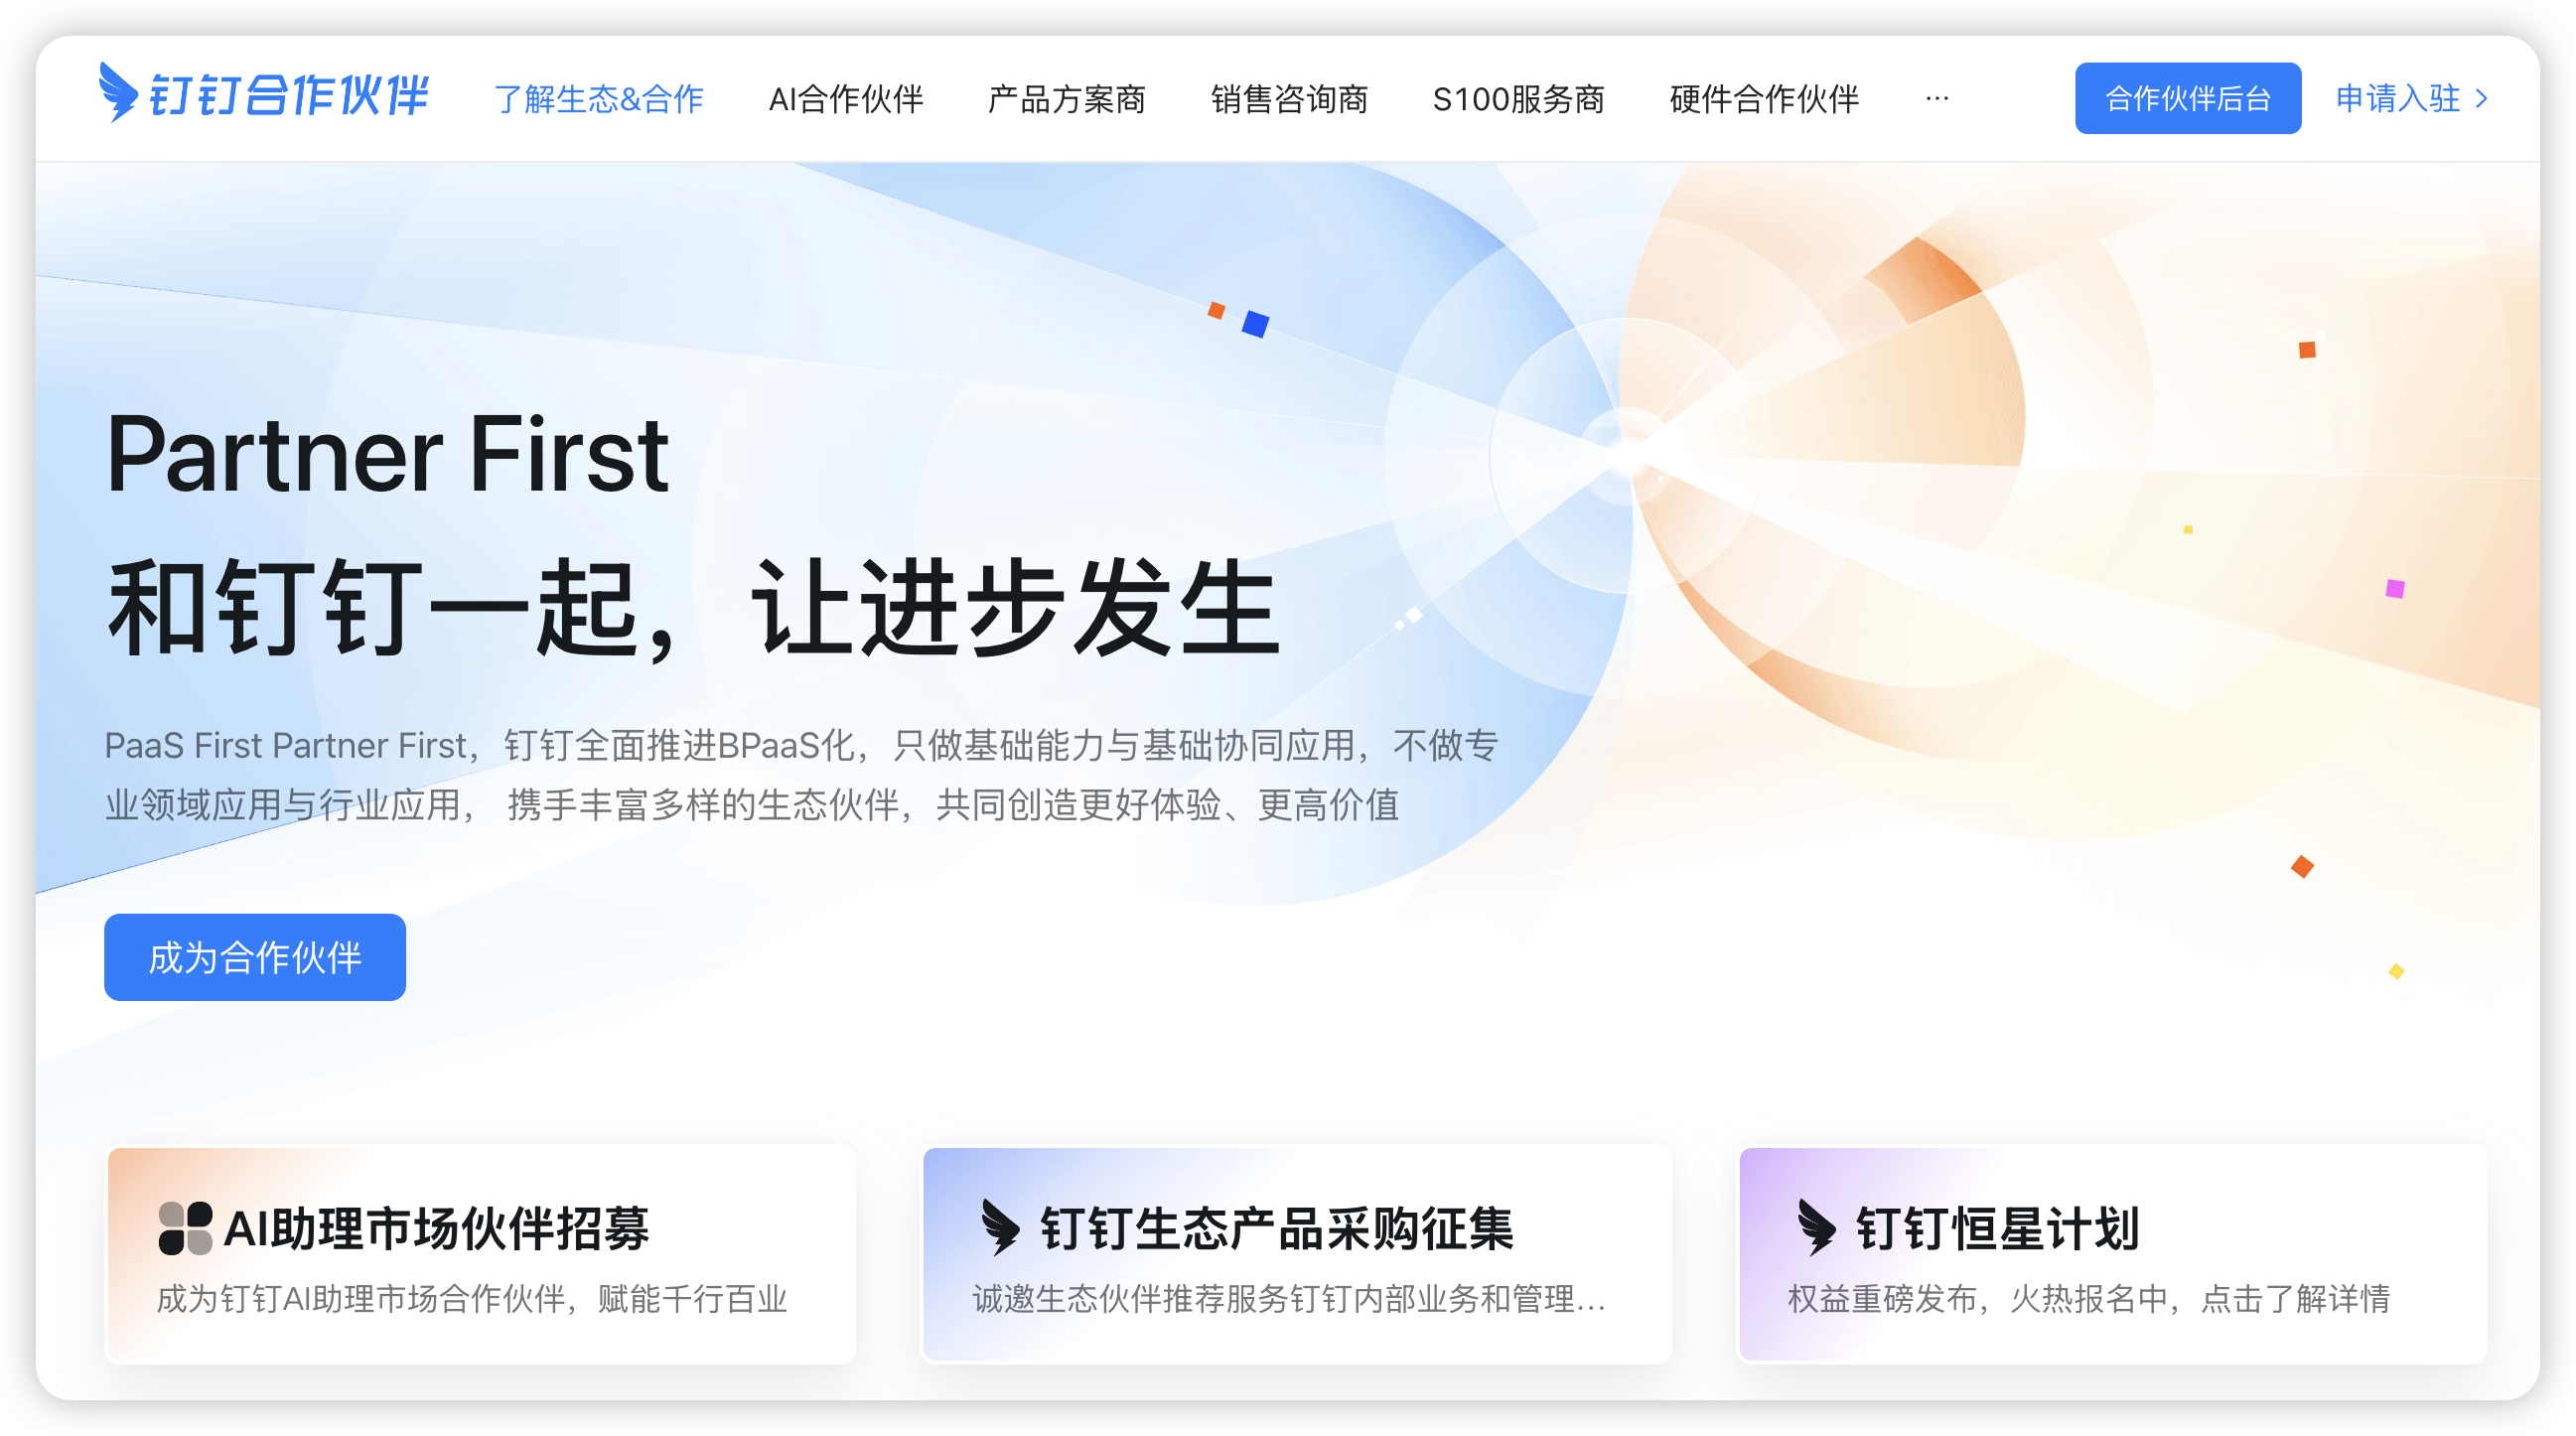 钉钉合作伙伴
了解生态&合作
AI合作伙伴
产品方案商
销售咨询商
S100服务商
硬件合作伙伴
···
合作伙伴后台
申请入驻 >
Partner First
和钉钉一起，让进步发生
PaaS First Partner First，钉钉全面推进BPaaS化，只做基础能力与基础协同应用，不做专
业领域应用与行业应用， 携手丰富多样的生态伙伴，共同创造更好体验、更高价值
成为合作伙伴
AI助理市场伙伴招募
成为钉钉AI助理市场合作伙伴，赋能千行百业
钉钉生态产品采购征集
诚邀生态伙伴推荐服务钉钉内部业务和管理...
钉钉恒星计划
权益重磅发布，火热报名中，点击了解详情